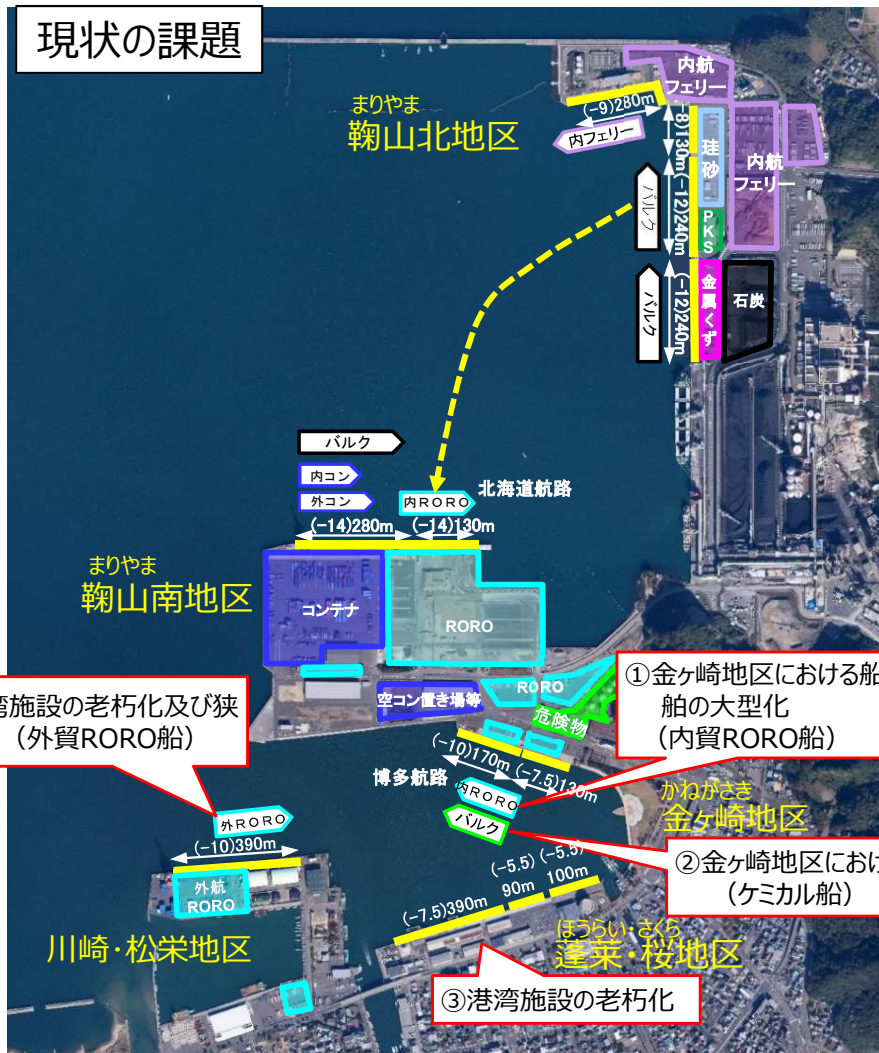 現状の課題
内航
フェリー
(-9)280m
内フェリー
まりやま
鞠山北地区
(-8)130m
珪砂
内航
フェリー
バルク
(-12)240m
PKS
バルク
(-12)240m
金属くず
石炭
バルク
内コン
外コン
内RORO
北海道航路
(-14)280m
(-14)130m
まりやま
鞠山南地区
コンテナ
RORO
湾施設の老朽化及び狭
(外貿RORO船)
空コン置き場等
RORO
危険物
①金ヶ崎地区における船
舶の大型化
(内貿RORO船)
(-10)170m
(-7.5)130m
博多航路
内RORO
バルク
かねがさき
金ヶ崎地区
外RORO
(-10)390m
外航
RORO
②金ヶ崎地区におけ
(ケミカル船)
(-7.5)390m
(-5.5)
90m
(-5.5)
100m
川崎・松栄地区
ほうらい・さくら
蓬莱・桜地区
③港湾施設の老朽化